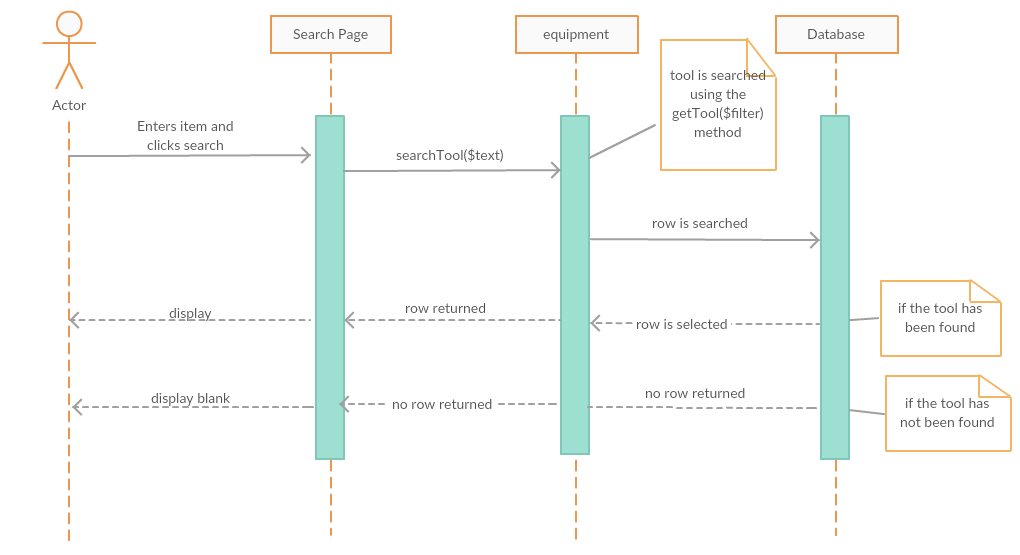 Search Page
equipment
Database
Actor
tool is searched
using the
getTool($filter)
method
Enters item and
clicks search
searchTool($text)
row is searched
display
row returned
row is selected
if the tool has
been found
display blank
no row returned
no row returned
if the tool has
not been found